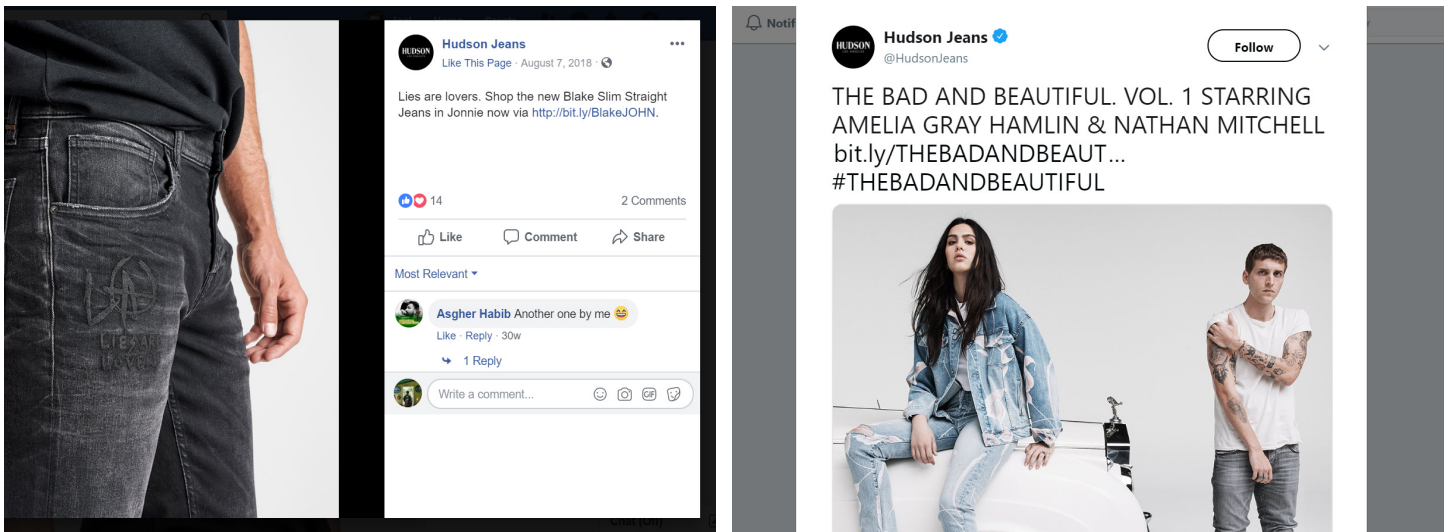 Hudson Jeans
Like This Page · August 7, 2018 ·
Lies are lovers. Shop the new Blake Slim Straight
Jeans in Jonnie now via http://bit.ly/BlakeJOHN.
14
2 Comments
Like
Comment
Share
Most Relevant
Asgher Habib Another one by me
Like · Reply · 30w
1 Reply
Write a comment...
GIF
HUDSON
LIES ARE
LOVERS
Chat (Off)
Notif
HUDSON
Hudson Jeans
@HudsonJeans
Follow
THE BAD AND BEAUTIFUL. VOL. 1 STARRING
AMELIA GRAY HAMLIN & NATHAN MITCHELL
bit.ly/THEBADANDBEAUT…
#THEBADANDBEAUTIFUL